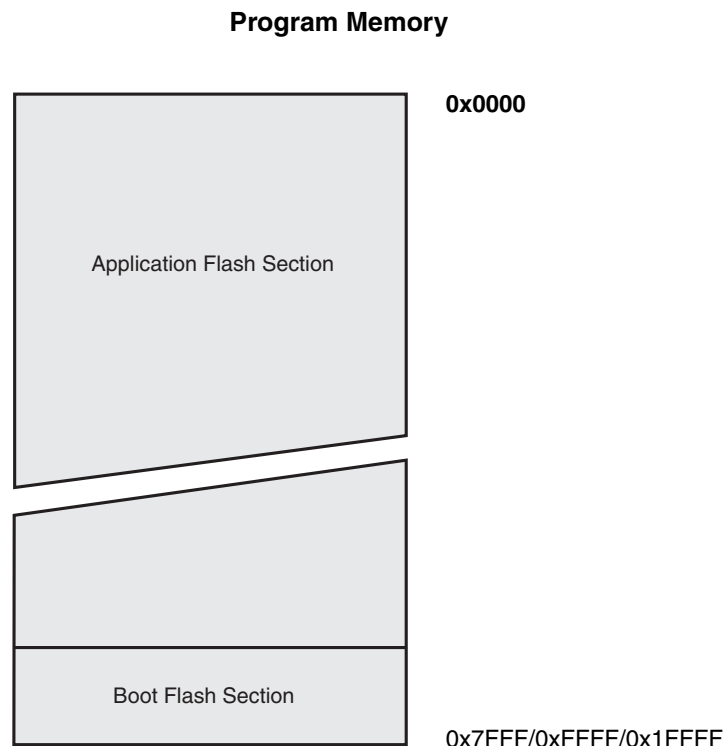 Program Memory
0x0000
Application Flash Section
Boot Flash Section
0x7FFF/0xFFFF/0x1FFFF